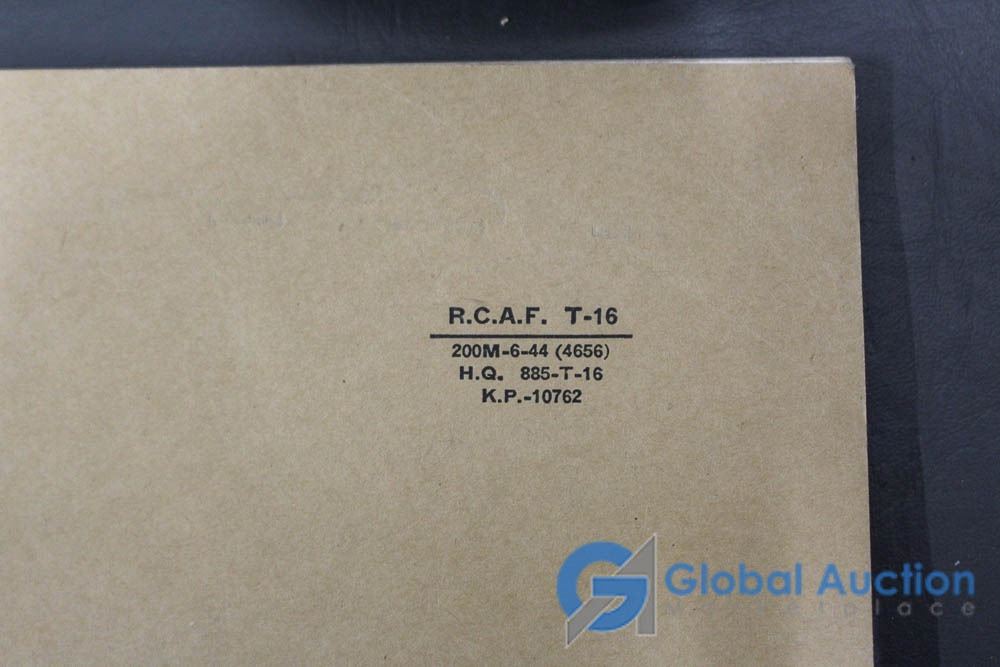 R.C.A.F. T-16
200M-6-44 (4656)
H.Q. 885-T-16
K.P.-10762
Global Auction
Marketplace